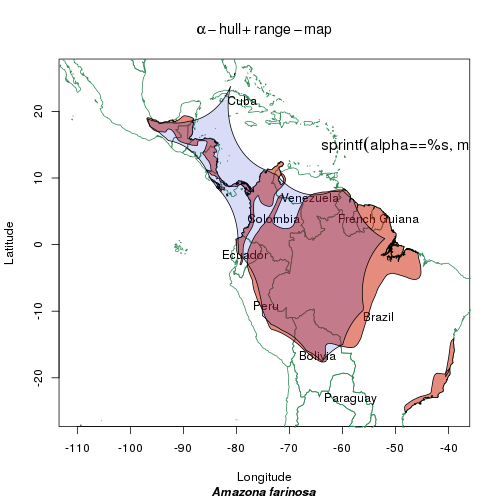 α – hull + range – map
Cuba
sprintf(alpha==%s, m
Venezuela
Colombia
French Guiana
Ecuador
Peru
Brazil
Bolivia
Paraguay
Latitude
20
10
0
-10
-20
-110 -100 -90 -80 -70 -60 -50 -40
Longitude
Amazona farinosa